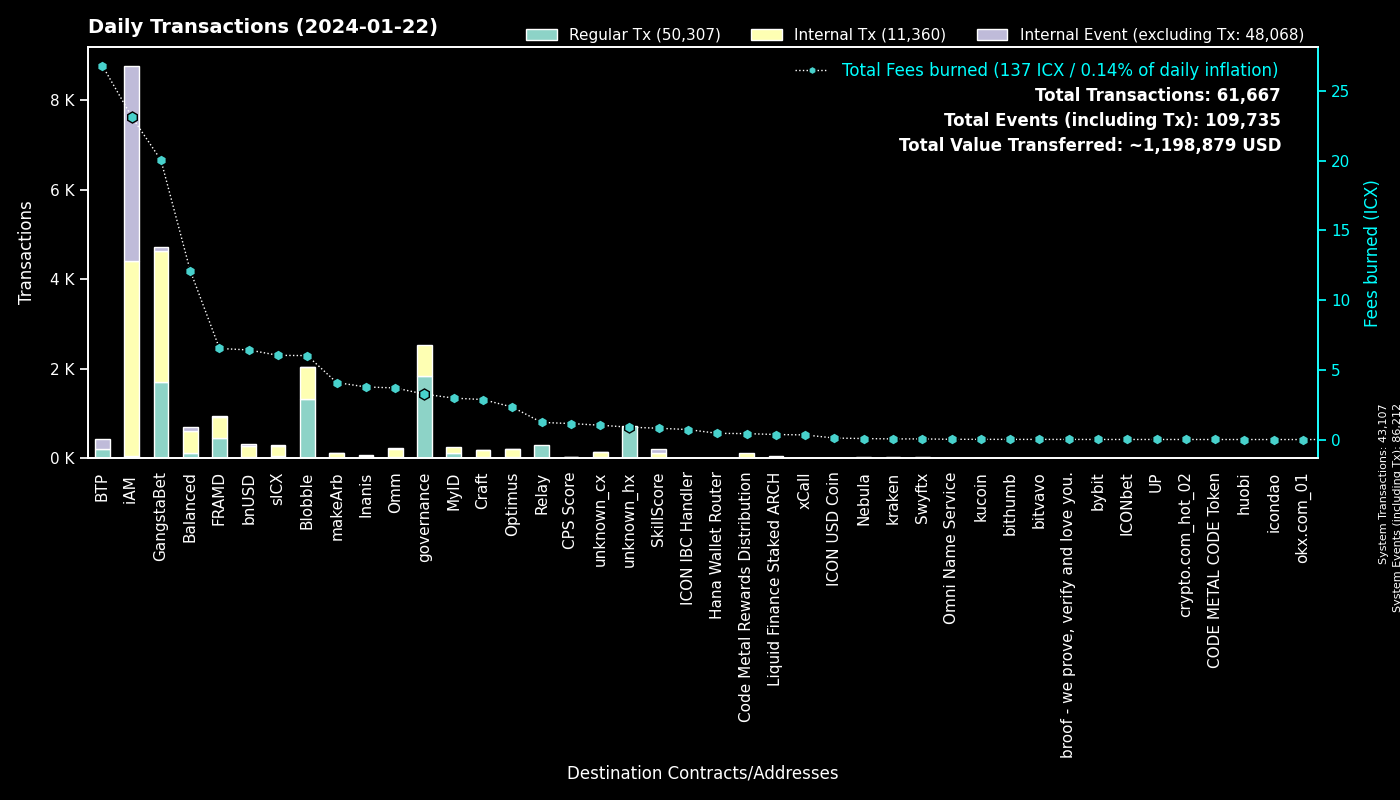 Daily Transactions (2024-01-22)
Regular Tx (50,307)
Internal Tx (11,360)
Internal Event (excluding Tx: 48,068)
Total Fees burned (137 ICX / 0.14% of daily inflation)
Total Transactions: 61,667
Total Events (including Tx): 109,735
Total Value Transferred: ~1,198,879 USD
Transactions
8 K
6 K
4 K
2 K
0 K
25
20
15
10
5
0
Fees burned (ICX)
System Transactions: 43,107
System Events (including Tx): 86,212
BTP
iAM
GangstaBet
Balanced
FRAMD
bnUSD
sICX
Blobble
makeArb
Inanis
Omm
governance
MyID
Craft
Optimus
Relay
CPS Score
unknown_cx
unknown_hx
SkillScore
ICON IBC Handler
Hana Wallet Router
Code Metal Rewards Distribution
Liquid Finance Staked ARCH
xCall
ICON USD Coin
Nebula
kraken
Swyftx
Omni Name Service
kucoin
bithumb
bitvavo
broof - we prove, verify and love you.
bybit
ICONbet
UP
crypto.com_hot_02
CODE METAL CODE Token
huobi
icondao
okx.com_01
Destination Contracts/Addresses